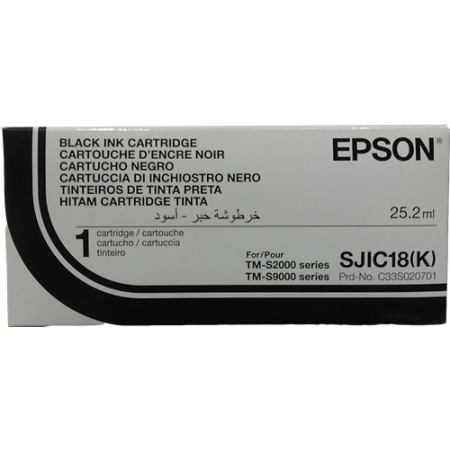 BLACK INK CARTRIDGE
CARTOUCHE D'ENCRE NOIR
CARTUCHO NEGRO
CARTUCCIA DI INCHIOSTRO NERO
TINTEIROS DE TINTA PRETA
HITAM CARTRIDGE TINTA
خرطوشة حبر - أسود
EPSON®
25.2ml
1 cartridge / cartouche
cartucho / cartuccia
tinteiro
For/Pour
TM-S2000 series
TM-S9000 series
SJIC18(K)
Prd-No. C33S020701